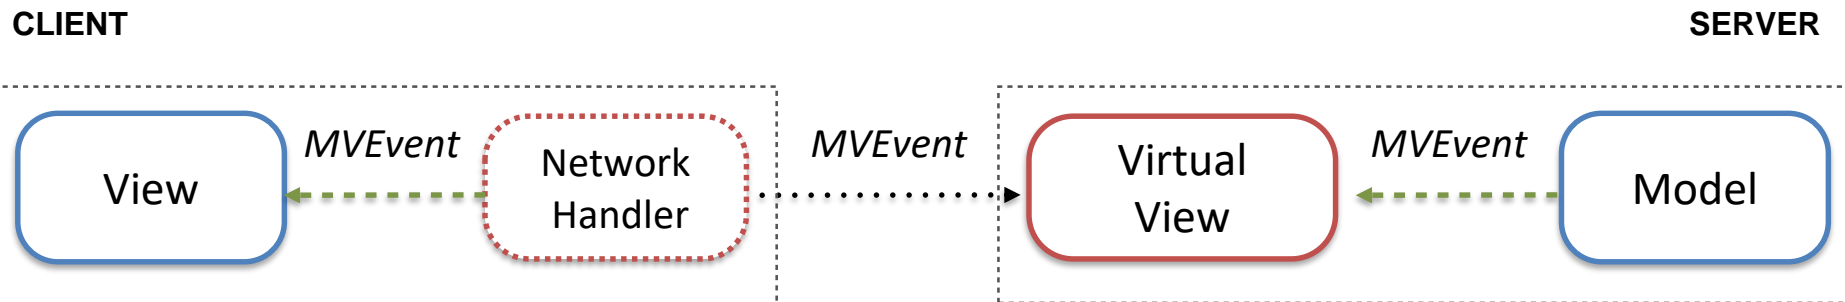 CLIENT
SERVER
View
MVEvent
Network
Handler
MVEvent
Virtual
View
MVEvent
Model